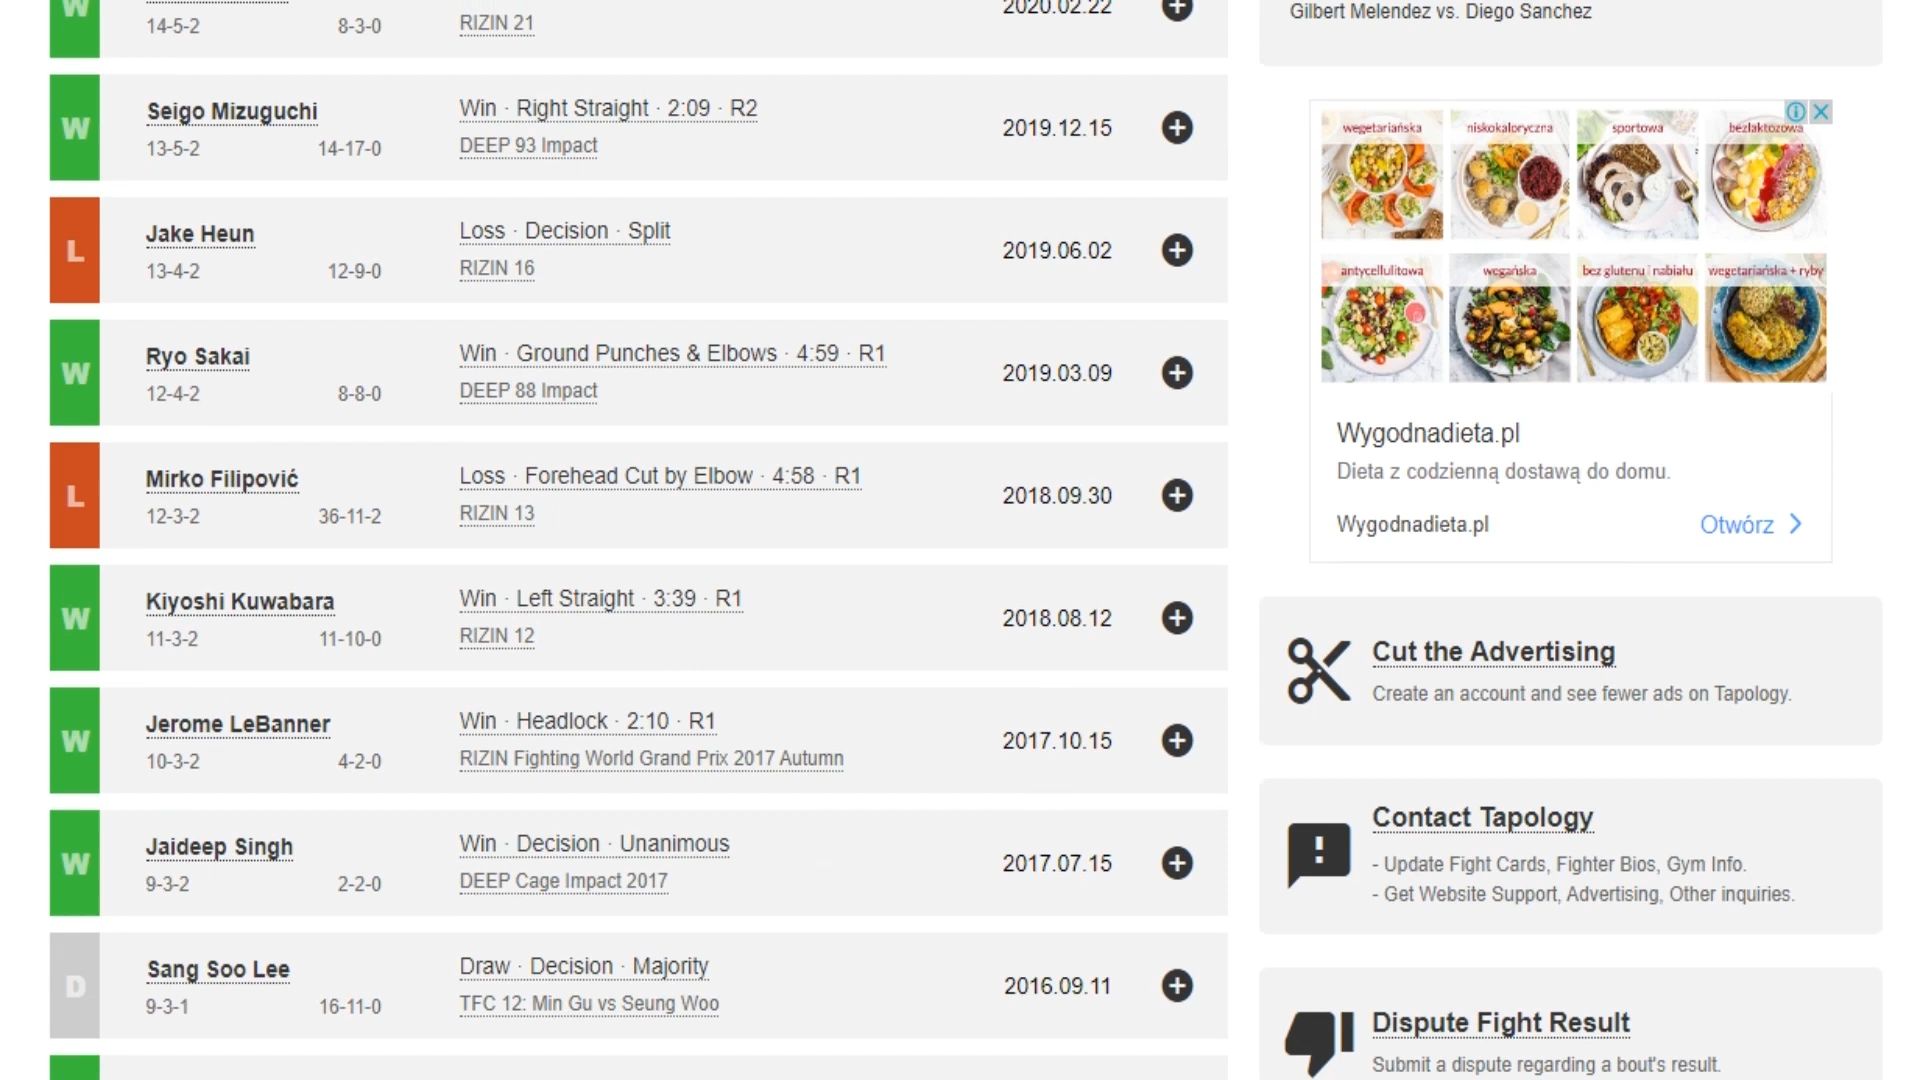 W
14-5-2 8-3-0
RIZIN 21
2020.02.22
W
Seigo Mizuguchi
13-5-2 14-17-0
Win · Right Straight · 2:09 · R2
DEEP 93 Impact
2019.12.15
L
Jake Heun
13-4-2 12-9-0
Loss · Decision · Split
RIZIN 16
2019.06.02
W
Ryo Sakai
12-4-2 8-8-0
Win · Ground Punches & Elbows · 4:59 · R1
DEEP 88 Impact
2019.03.09
L
Mirko Filipović
12-3-2 36-11-2
Loss · Forehead Cut by Elbow · 4:58 · R1
RIZIN 13
2018.09.30
W
Kiyoshi Kuwabara
11-3-2 11-10-0
Win · Left Straight · 3:39 · R1
RIZIN 12
2018.08.12
W
Jerome LeBanner
10-3-2 4-2-0
Win · Headlock · 2:10 · R1
RIZIN Fighting World Grand Prix 2017 Autumn
2017.10.15
W
Jaideep Singh
9-3-2 2-2-0
Win · Decision · Unanimous
DEEP Cage Impact 2017
2017.07.15
D
Sang Soo Lee
9-3-1 16-11-0
Draw · Decision · Majority
TFC 12: Min Gu vs Seung Woo
2016.09.11
Gilbert Melendez vs. Diego Sanchez
wegetariańska niskokaloryczna sportowa bezlaktozowa
antycellulitowa wegańska bez glutenu i nabiału wegetariańska + ryby
Wygodnadieta.pl
Dieta z codzienną dostawą do domu.
Wygodnadieta.pl Otwórz
Cut the Advertising
Create an account and see fewer ads on Tapology.
Contact Tapology
- Update Fight Cards, Fighter Bios, Gym Info.
- Get Website Support, Advertising, Other inquiries.
Dispute Fight Result
Submit a dispute regarding a bout's result.